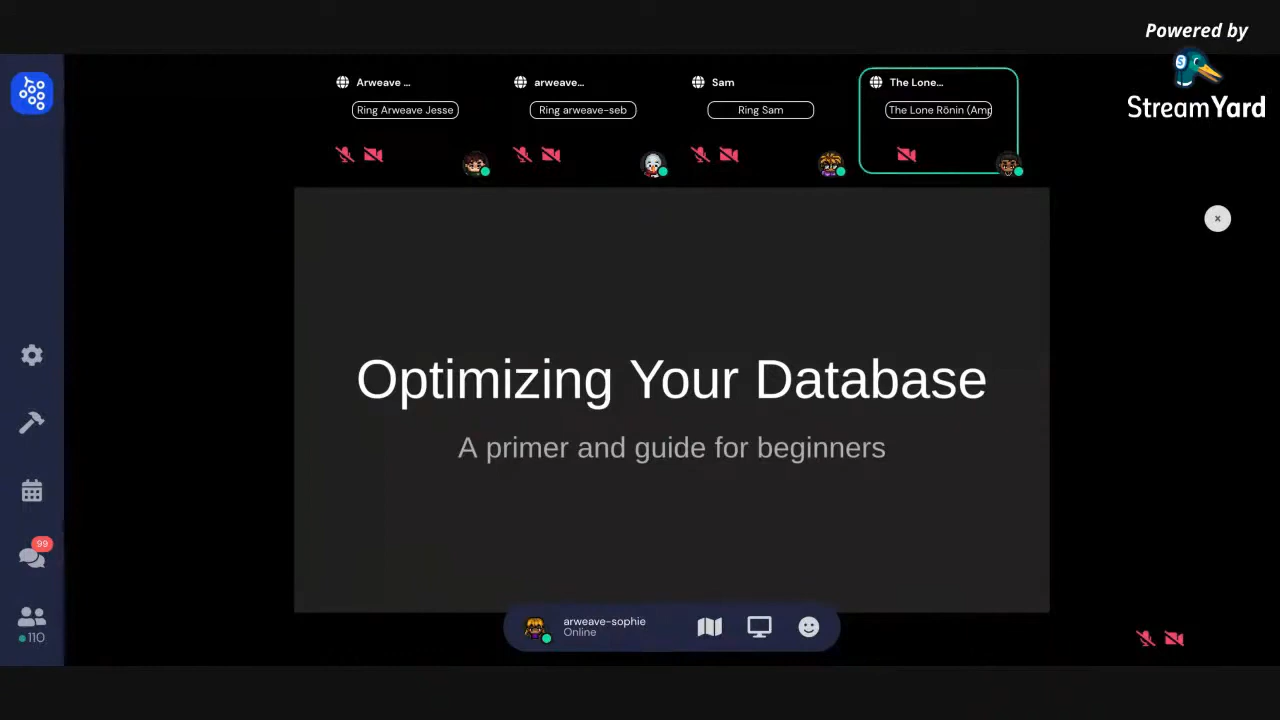 Powered by
StreamYard
Arweave ...
Ring Arweave Jesse
arweave...
Ring arweave-seb
Sam
Ring Sam
The Lone...
The Lone Rōnin (Amp
Optimizing Your Database
A primer and guide for beginners
99
110
arweave-sophie
Online